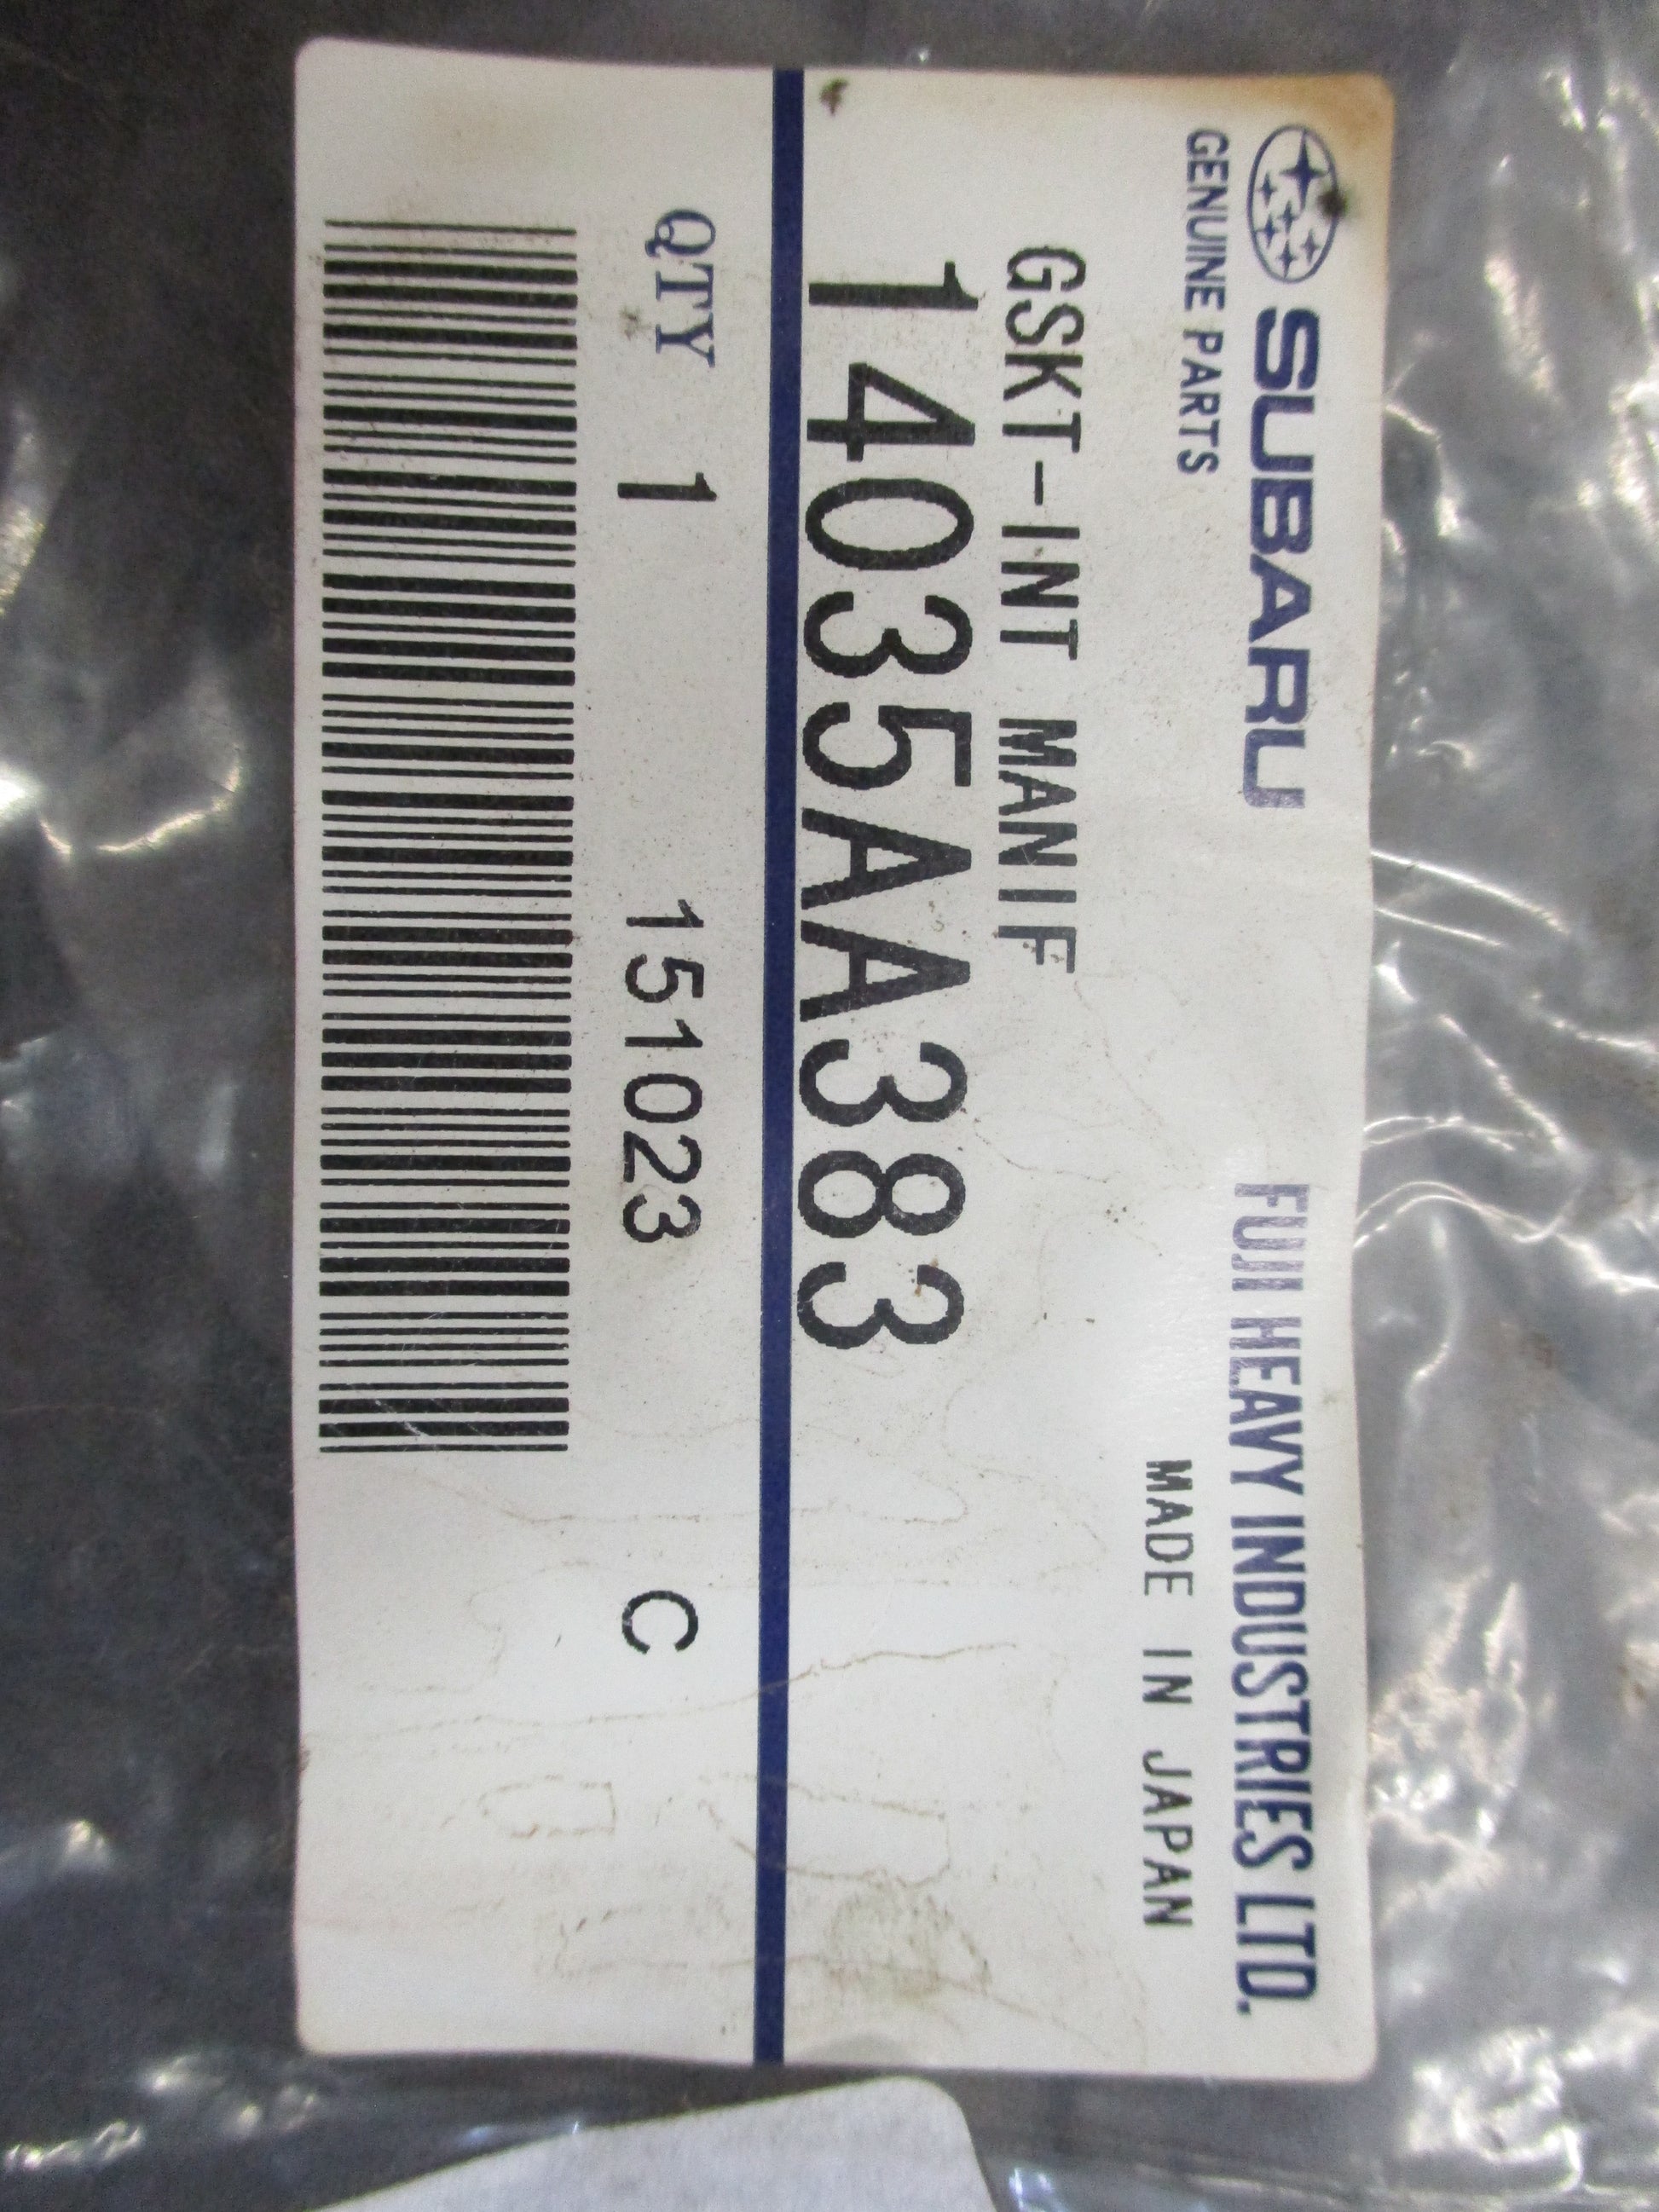 SUBARU FUJI HEAVY INDUSTRIES LTD.
GENUINE PARTS MADE IN JAPAN
GSKT-INT MANIF
14035AA383
QTY 1 151023 C